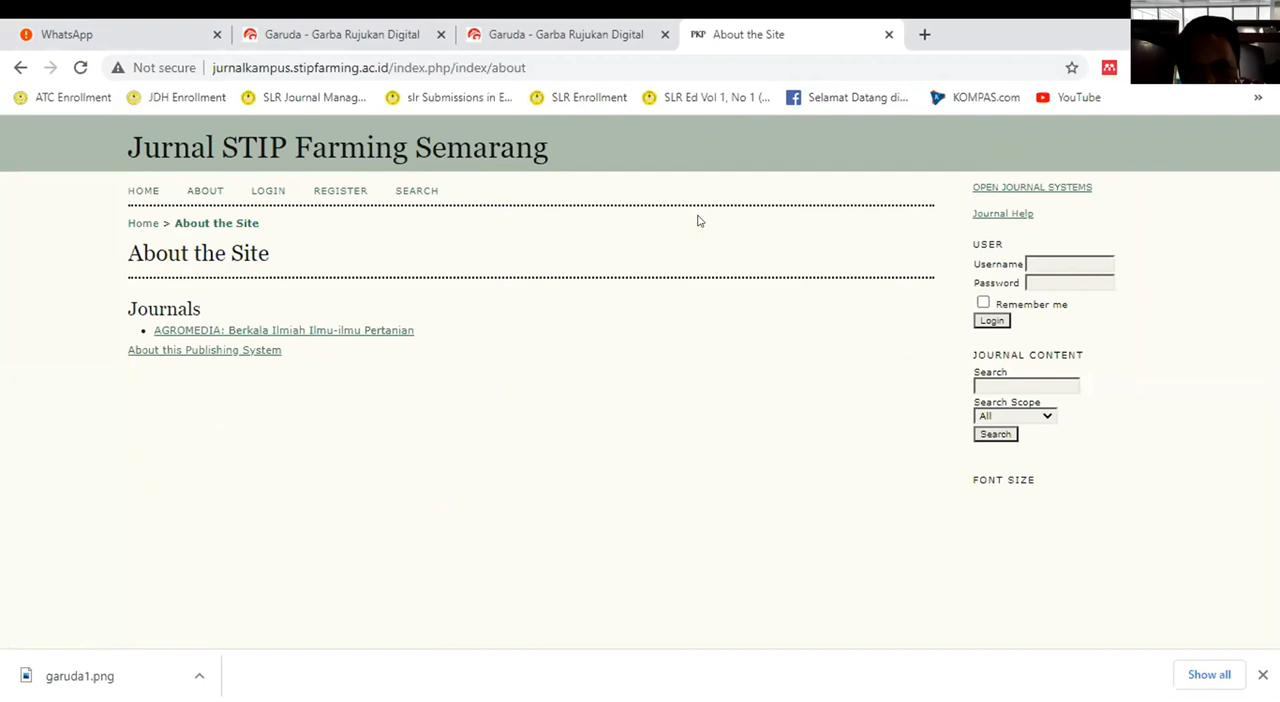 WhatsApp
Garuda - Garba Rujukan Digital
Garuda - Garba Rujukan Digital
PKP About the Site
Not secure
jurnalkampus.stipfarming.ac.id/index.php/index/about
ATC Enrollment
JDH Enrollment
SLR Journal Manag...
slr Submissions in E...
SLR Enrollment
SLR Ed Vol 1, No 1 (...
Selamat Datang di...
KOMPAS.com
YouTube
»
Jurnal STIP Farming Semarang
HOME ABOUT LOGIN REGISTER SEARCH
Home > About the Site
About the Site
Journals
• AGROMEDIA: Berkala Ilmiah Ilmu-ilmu Pertanian
About this Publishing System
OPEN JOURNAL SYSTEMS
Journal Help
USER
Username
Password
Remember me
Login
JOURNAL CONTENT
Search
Search Scope
All
Search
FONT SIZE
garuda1.png
Show all